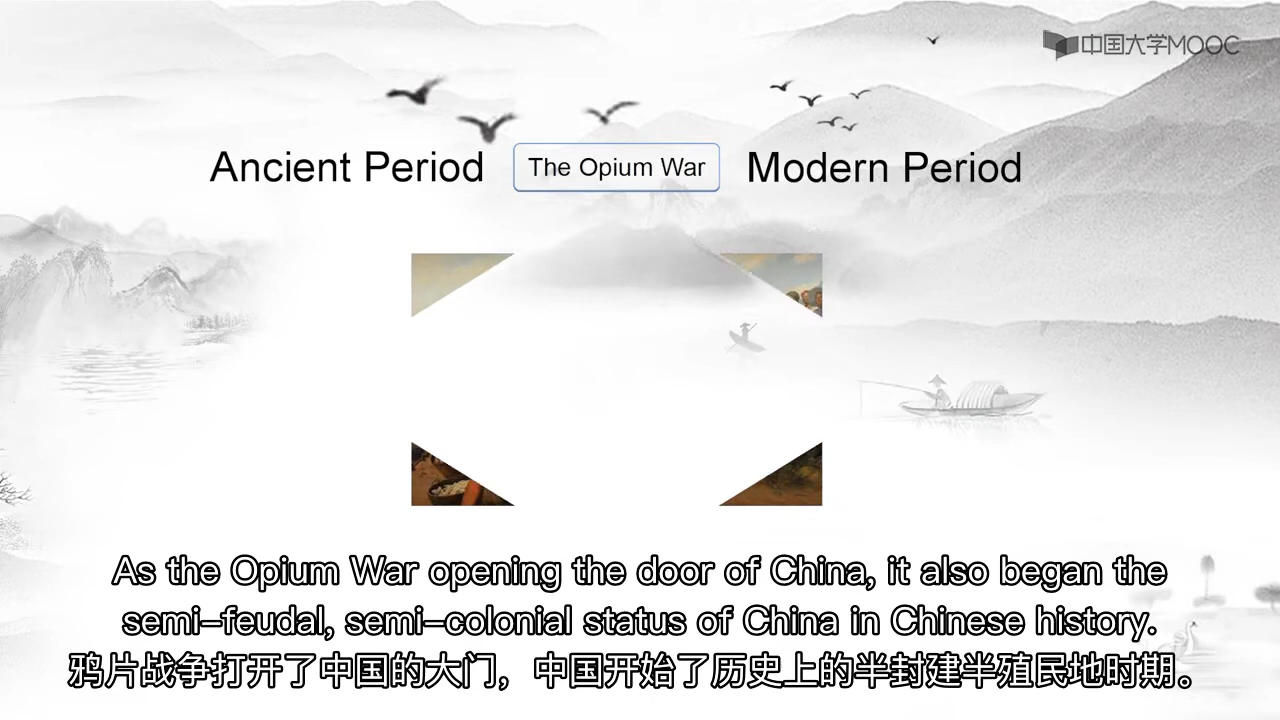 中国大学MOOC
Ancient Period
The Opium War
Modern Period
As the Opium War opening the door of China, it also began the
semi-feudal, semi-colonial status of China in Chinese history.
鸦片战争打开了中国的大门，中国开始了历史上的半封建半殖民地时期。